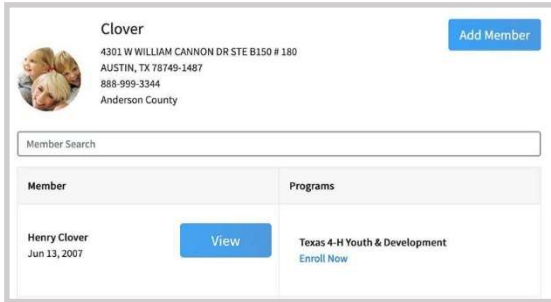 Clover
Add Member
4301 W WILLIAM CANNON DR STE B150 # 180
AUSTIN, TX 78749-1487
888-999-3344
Anderson County
Member Search
Member
Programs
Henry Clover
Jun 13, 2007
View
Texas 4-H Youth & Development
Enroll Now